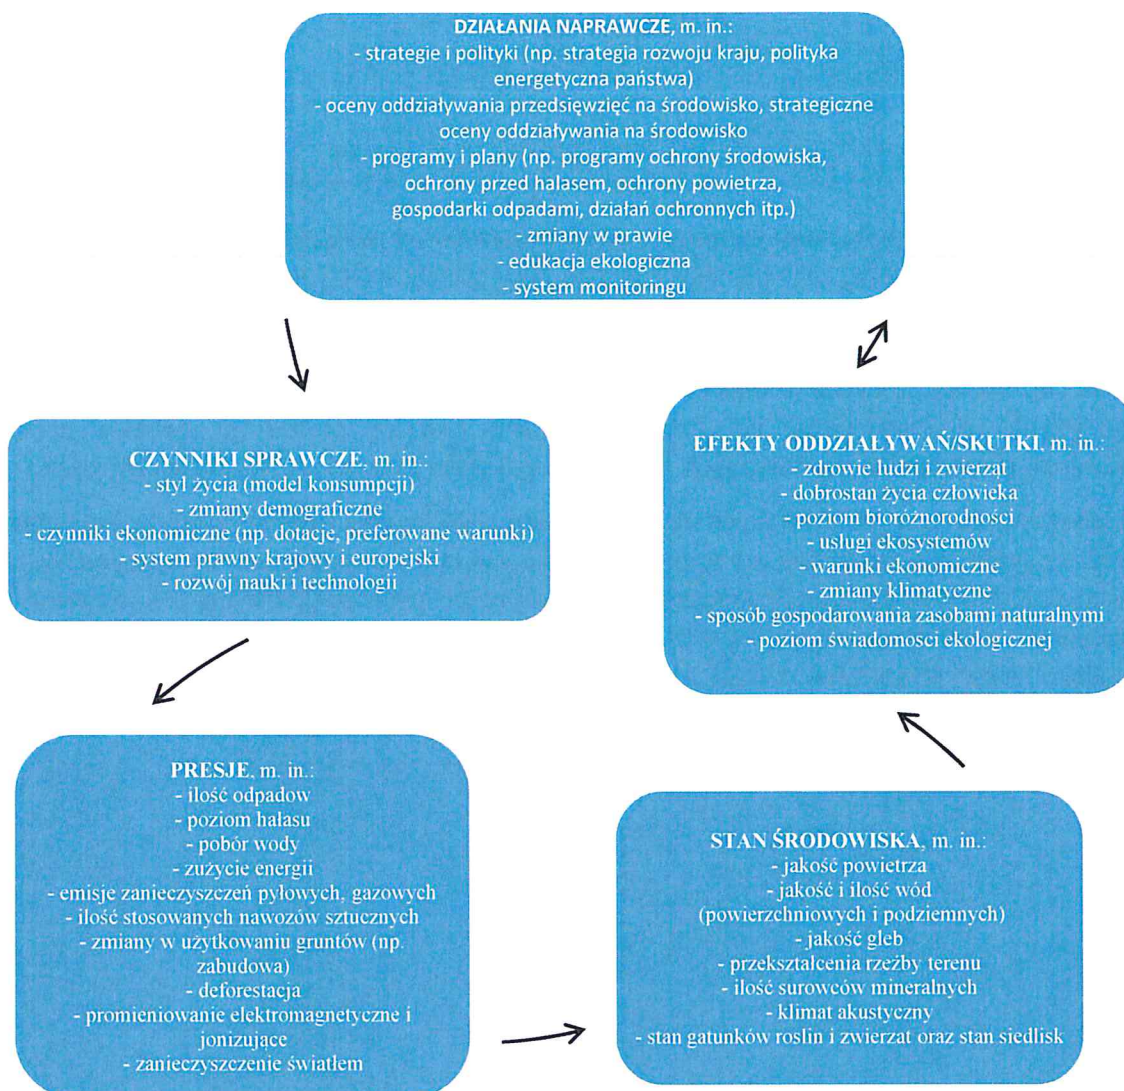 DZIAŁANIA NAPRAWCZE, m. in.:
- strategie i polityki (np. strategia rozwoju kraju, polityka
energetyczna państwa)
- oceny oddziaływania przedsięwzięć na środowisko, strategiczne
oceny oddziaływania na środowisko
- programy i plany (np. programy ochrony środowiska,
ochrony przed hałasem, ochrony powietrza,
gospodarki odpadami, działań ochronnych itp.)
- zmiany w prawie
- edukacja ekologiczna
- system monitoringu
CZYNNIKI SPRAWCZE, m. in.:
- styl życia (model konsumpcji)
- zmiany demograficzne
- czynniki ekonomiczne (np. dotacje, preferowane warunki)
- system prawny krajowy i europejski
- rozwój nauki i technologii
EFEKTY ODDZIAŁYWAŃ/SKUTKI, m. in.:
- zdrowie ludzi i zwierząt
- dobrostan życia człowieka
- poziom bioróżnorodności
- usługi ekosystemów
- warunki ekonomiczne
- zmiany klimatyczne
- sposób gospodarowania zasobami naturalnymi
- poziom świadomosci ekologicznej
PRESJE, m. in.:
- ilość odpadow
- poziom hałasu
- pobór wody
- zużycie energii
- emisje zanieczyszczeń pyłowych, gazowych
- ilość stosowanych nawozów sztucznych
- zmiany w użytkowaniu gruntów (np.
zabudowa)
- deforestacja
- promieniowanie elektromagnetyczne i
jonizujące
- zanieczyszczenie światłem
STAN ŚRODOWISKA, m. in.:
- jakość powietrza
- jakość i ilość wód
(powierzchniowych i podziemnych)
- jakość gleb
- przekształcenia rzeźby terenu
- ilość surowców mineralnych
- klimat akustyczny
- stan gatunków roslin i zwierzat oraz stan siedlisk